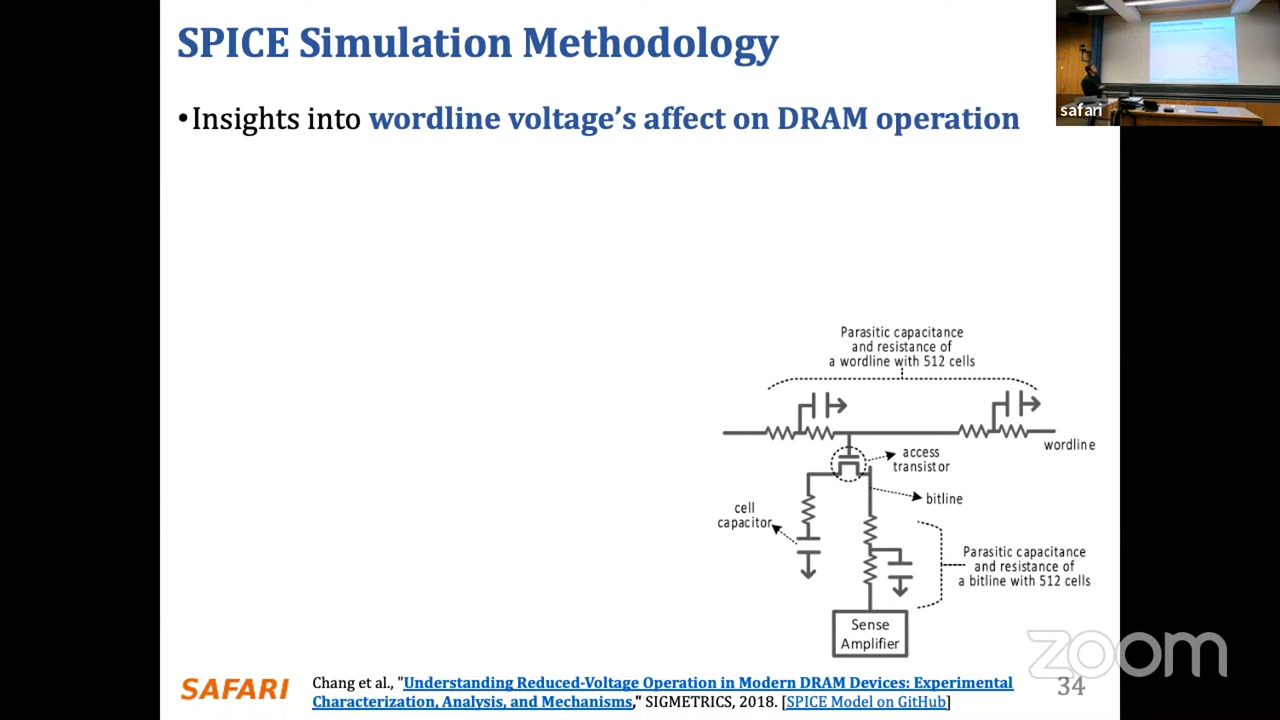 SPICE Simulation Methodology
•Insights into wordline voltage's affect on DRAM operation
safari
Parasitic capacitance
and resistance of
a wordline with 512 cells
wordline
access
transistor
bitline
cell
capacitor
Parasitic capacitance
and resistance of
a bitline with 512 cells
Sense
Amplifier
zoom
SAFARI
Chang et al., "Understanding Reduced-Voltage Operation in Modern DRAM Devices: Experimental
Characterization, Analysis, and Mechanisms," SIGMETRICS, 2018. [SPICE Model on GitHub]
34